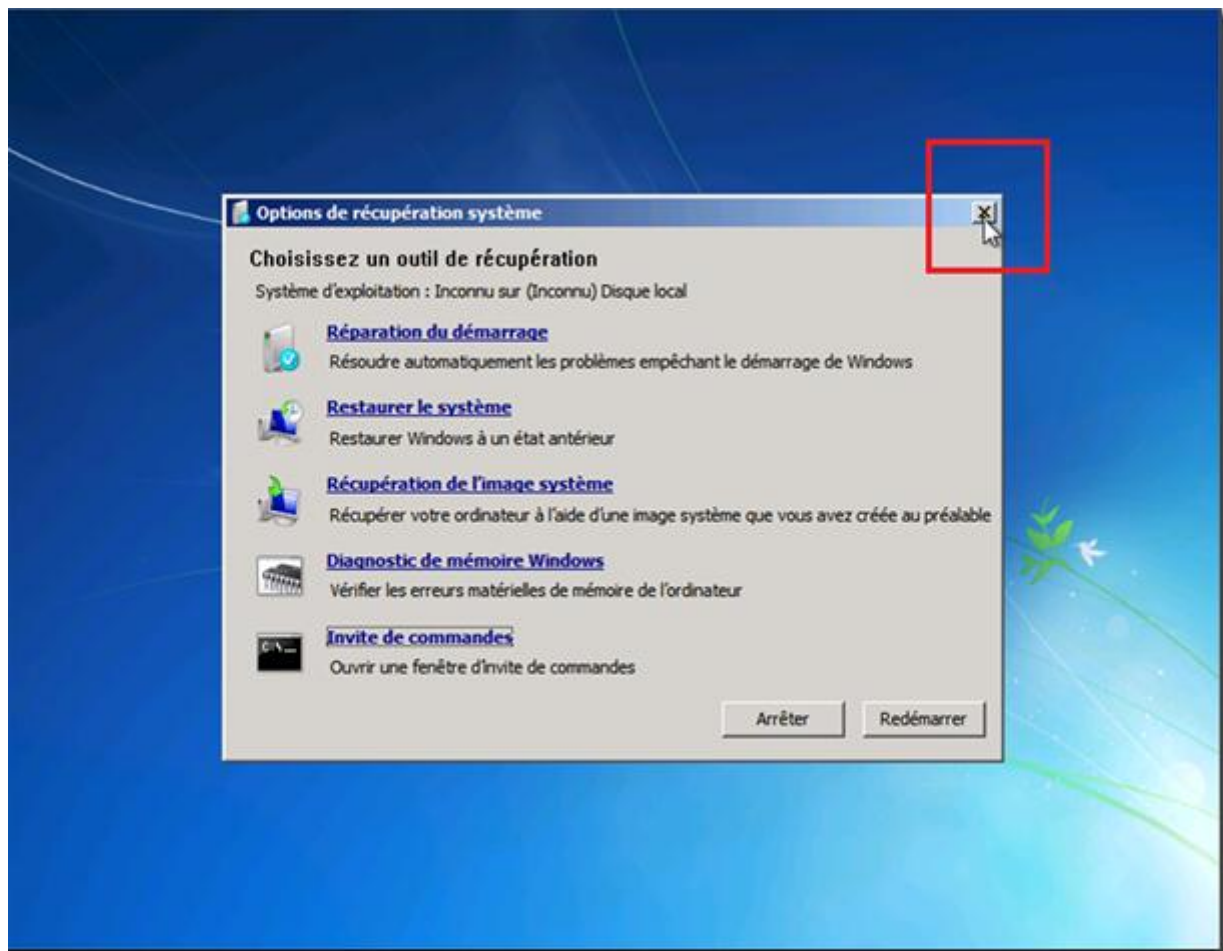 Options de récupération système
Choisissez un outil de récupération
Système d'exploitation : Inconnu sur (Inconnu) Disque local
Réparation du démarrage
Résoudre automatiquement les problèmes empêchant le démarrage de Windows
Restaurer le système
Restaurer Windows à un état antérieur
Récupération de l'image système
Récupérer votre ordinateur à l'aide d'une image système que vous avez créée au préalable
Diagnostic de mémoire Windows
Vérifier les erreurs matérielles de mémoire de l'ordinateur
Invite de commandes
Ouvrir une fenêtre d'invite de commandes
Arrêter
Redémarrer